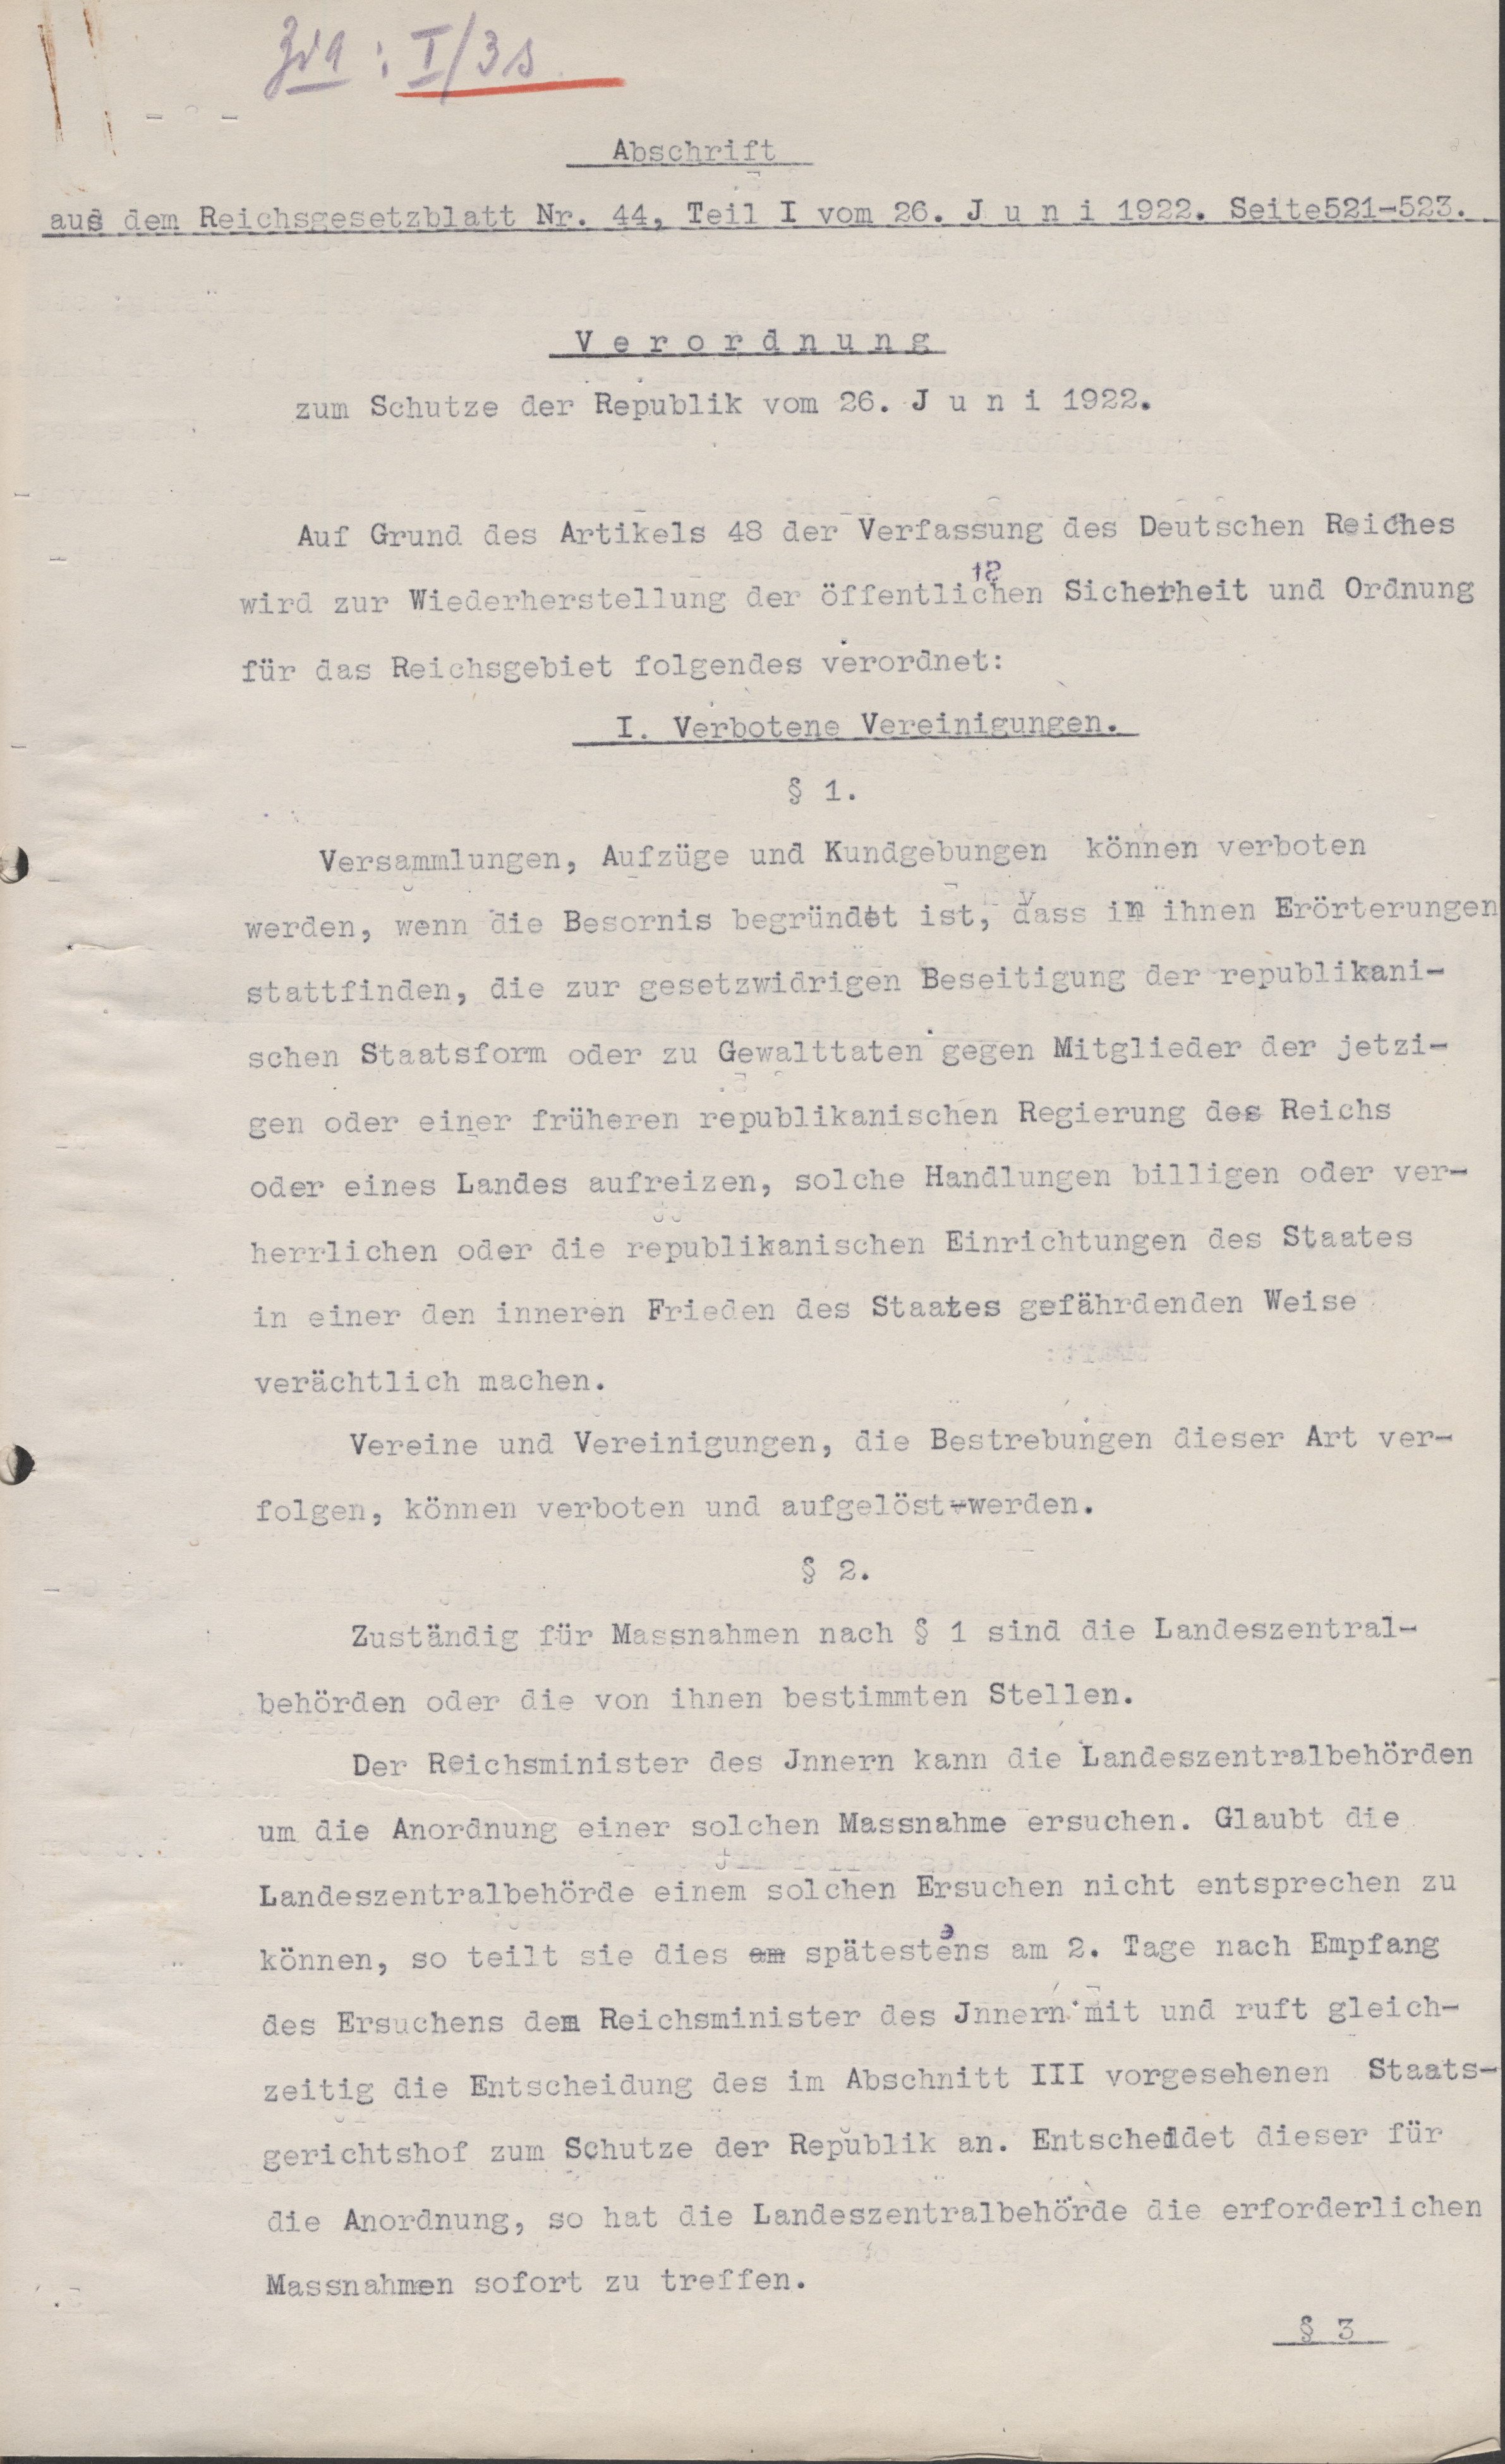 I/3
Abschrift
aus dem Reichsgesetzblatt Nr. 44, Teil I vom 26. J u n i 1922. Seite521-523.
V e r o r d n u n g
zum Schutze der Republik vom 26. J u n i 1922.
Auf Grund des Artikels 48 der Verfassung des Deutschen Reiches
wird zur Wiederherstellung der öffentlichen Sicherheit und Ordnung
für das Reichsgebiet folgendes verordnet:
I. Verbotene Vereinigungen.
§ 1.
Versammlungen, Aufzüge und Kundgebungen können verboten
werden, wenn die Besornis begründet ist, dass in ihnen Erörterungen
stattfinden, die zur gesetzwidrigen Beseitigung der republikani-
schen Staatsform oder zu Gewalttaten gegen Mitglieder der jetzi-
gen oder einer früheren republikanischen Regierung des Reichs
oder eines Landes aufreizen, solche Handlungen billigen oder ver-
herrlichen oder die republikanischen Einrichtungen des Staates
in einer den inneren Frieden des Staates gefährdenden Weise
verächtlich machen.
Vereine und Vereinigungen, die Bestrebungen dieser Art ver-
folgen, können verboten und aufgelöst werden.
§ 2.
Zuständig für Massnahmen nach § 1 sind die Landeszentral-
behörden oder die von ihnen bestimmten Stellen.
Der Reichsminister des Jnnern kann die Landeszentralbehörden
um die Anordnung einer solchen Massnahme ersuchen. Glaubt die
Landeszentralbehörde einem solchen Ersuchen nicht entsprechen zu
können, so teilt sie dies am spätestens am 2. Tage nach Empfang
des Ersuchens dem Reichsminister des Jnnern mit und ruft gleich-
zeitig die Entscheidung des im Abschnitt III vorgesehenen Staats-
gerichtshof zum Schutze der Republik an. Entscheidet dieser für
die Anordnung, so hat die Landeszentralbehörde die erforderlichen
Massnahmen sofort zu treffen.
§ 3